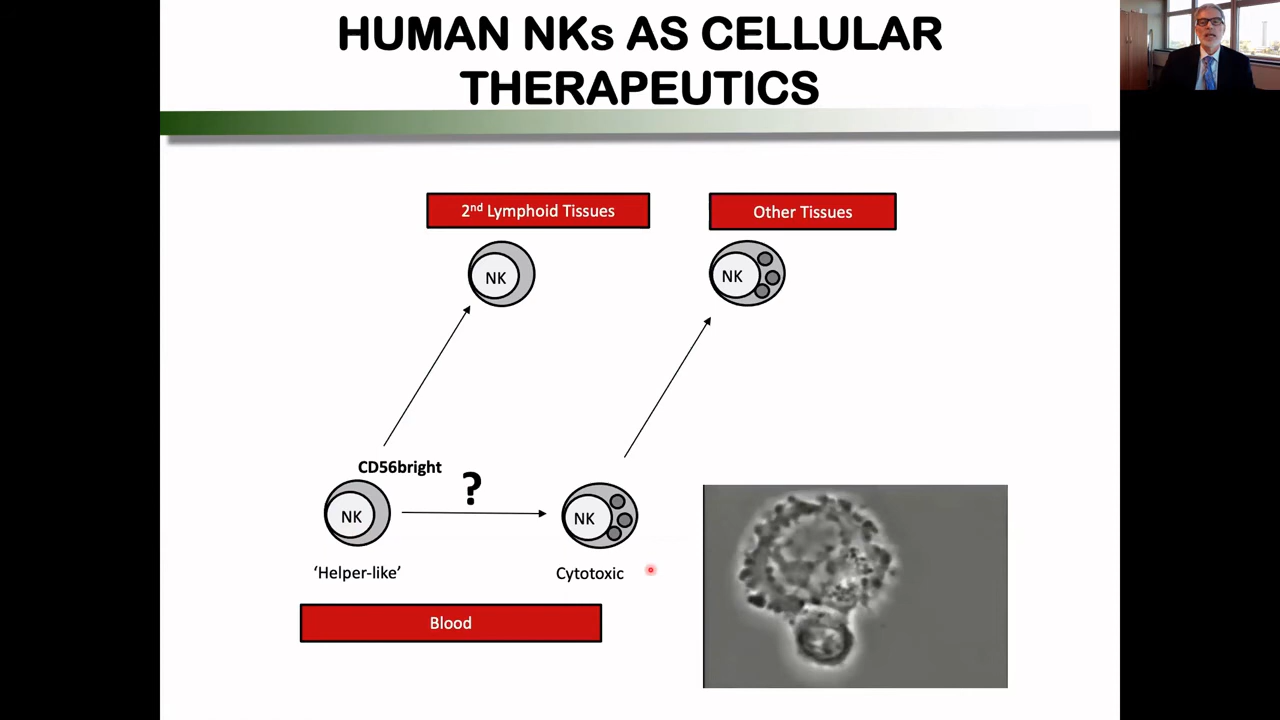 HUMAN NKs AS CELLULAR
THERAPEUTICS
2nd Lymphoid Tissues
Other Tissues
NK
NK
CD56bright
?
NK
NK
‘Helper-like’
Cytotoxic
Blood